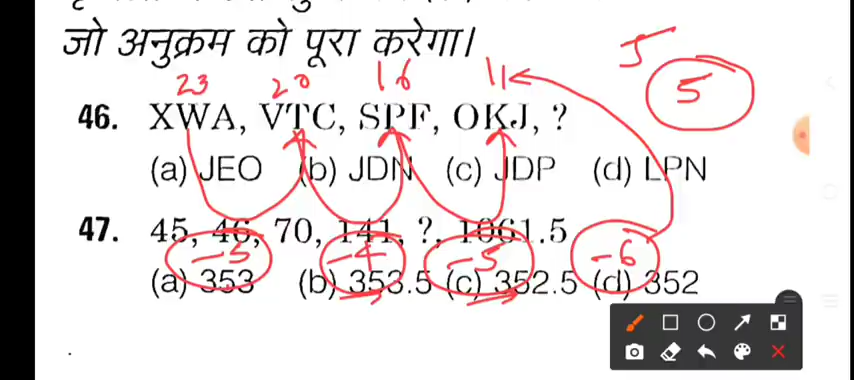 जो अनुक्रम को पूरा करेगा।
5
5
23 20 16 11
46. XWA, VTC, SPF, OKJ, ?
(a) JEO (b) JDN (c) JDP (d) LPN
47. 45, 46, 70, 141, ?, 1061.5
-3 -4 -5 -6
(a) 353 (b) 353.5 (c) 352.5 (d) 352